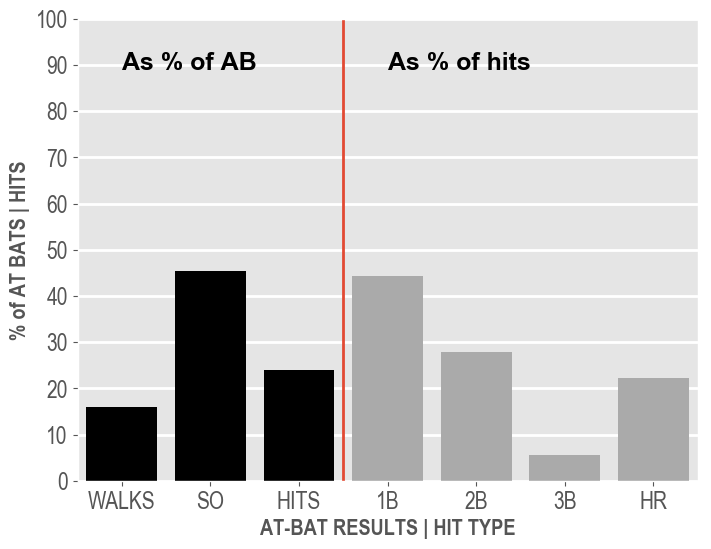 100
90
80
70
60
50
40
30
20
10
0
% of AT BATS | HITS
As % of AB
As % of hits
WALKS SO HITS 1B 2B 3B HR
AT-BAT RESULTS | HIT TYPE